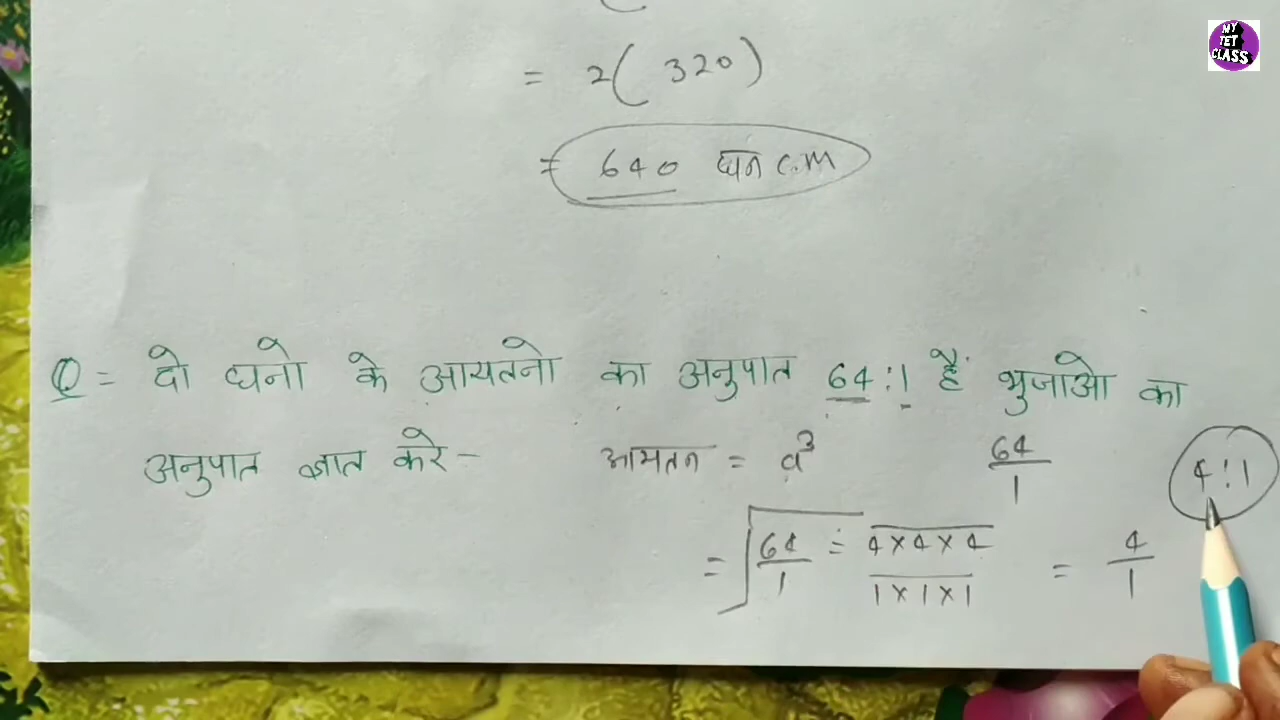 MY
TET
CLASS
= 2( 320)
= 640 घन c.m
Q = दो घनो के आयतनो का अनुपात 64:1 हैं भुजाओ का
अनुपात ज्ञात करे - आयतन = a³ 64/1 4:1
= √64/1 = 4×4×4/1×1×1 = 4/1